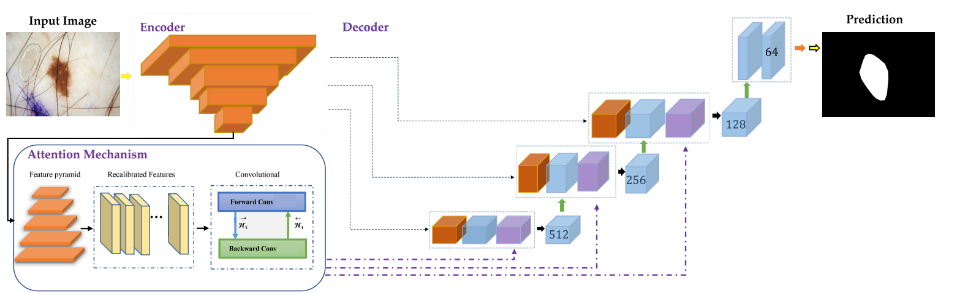 Input Image
Encoder
Decoder
Prediction
64
128
256
512
Attention Mechanism
Feature pyramid
Recalibrated Features
Convolutional
Forward Conv
Backward Conv